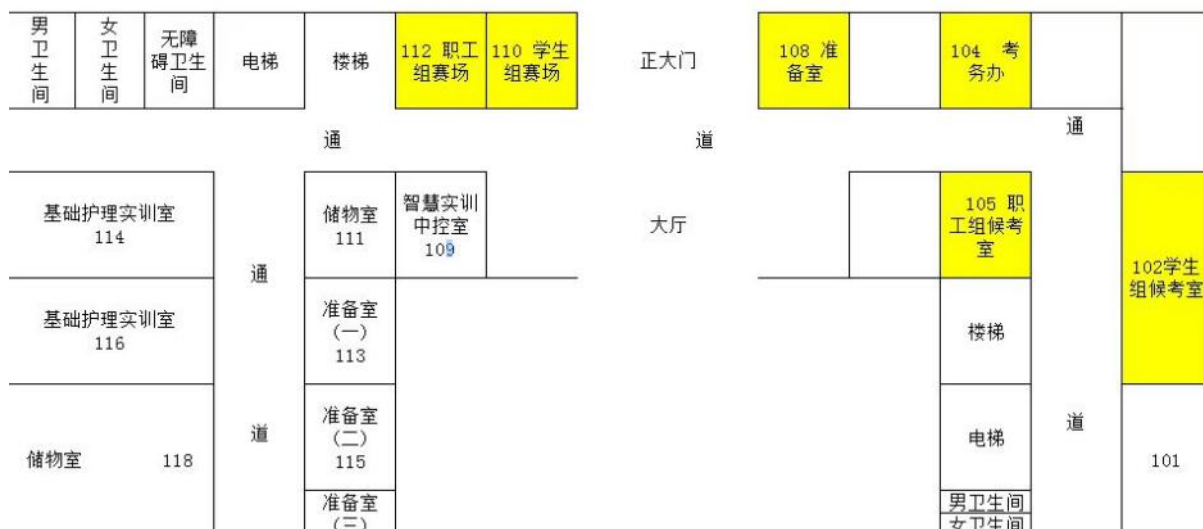 男卫生间
女卫生间
无障
碍卫生
间
电梯
楼梯
112 职工
组赛场
110 学生
组赛场
正大门
108 准
备室
104 考
务办
通
道
通
基础护理实训室
114
储物室
111
智慧实训
中控室
109
大厅
105 职
工组候考
室
102学生
组候考室
通
基础护理实训室
116
准备室
(一)
113
楼梯
道
储物室 118
准备室
(二)
115
电梯
道
101
准备室
(三)
男卫生间
女卫生间